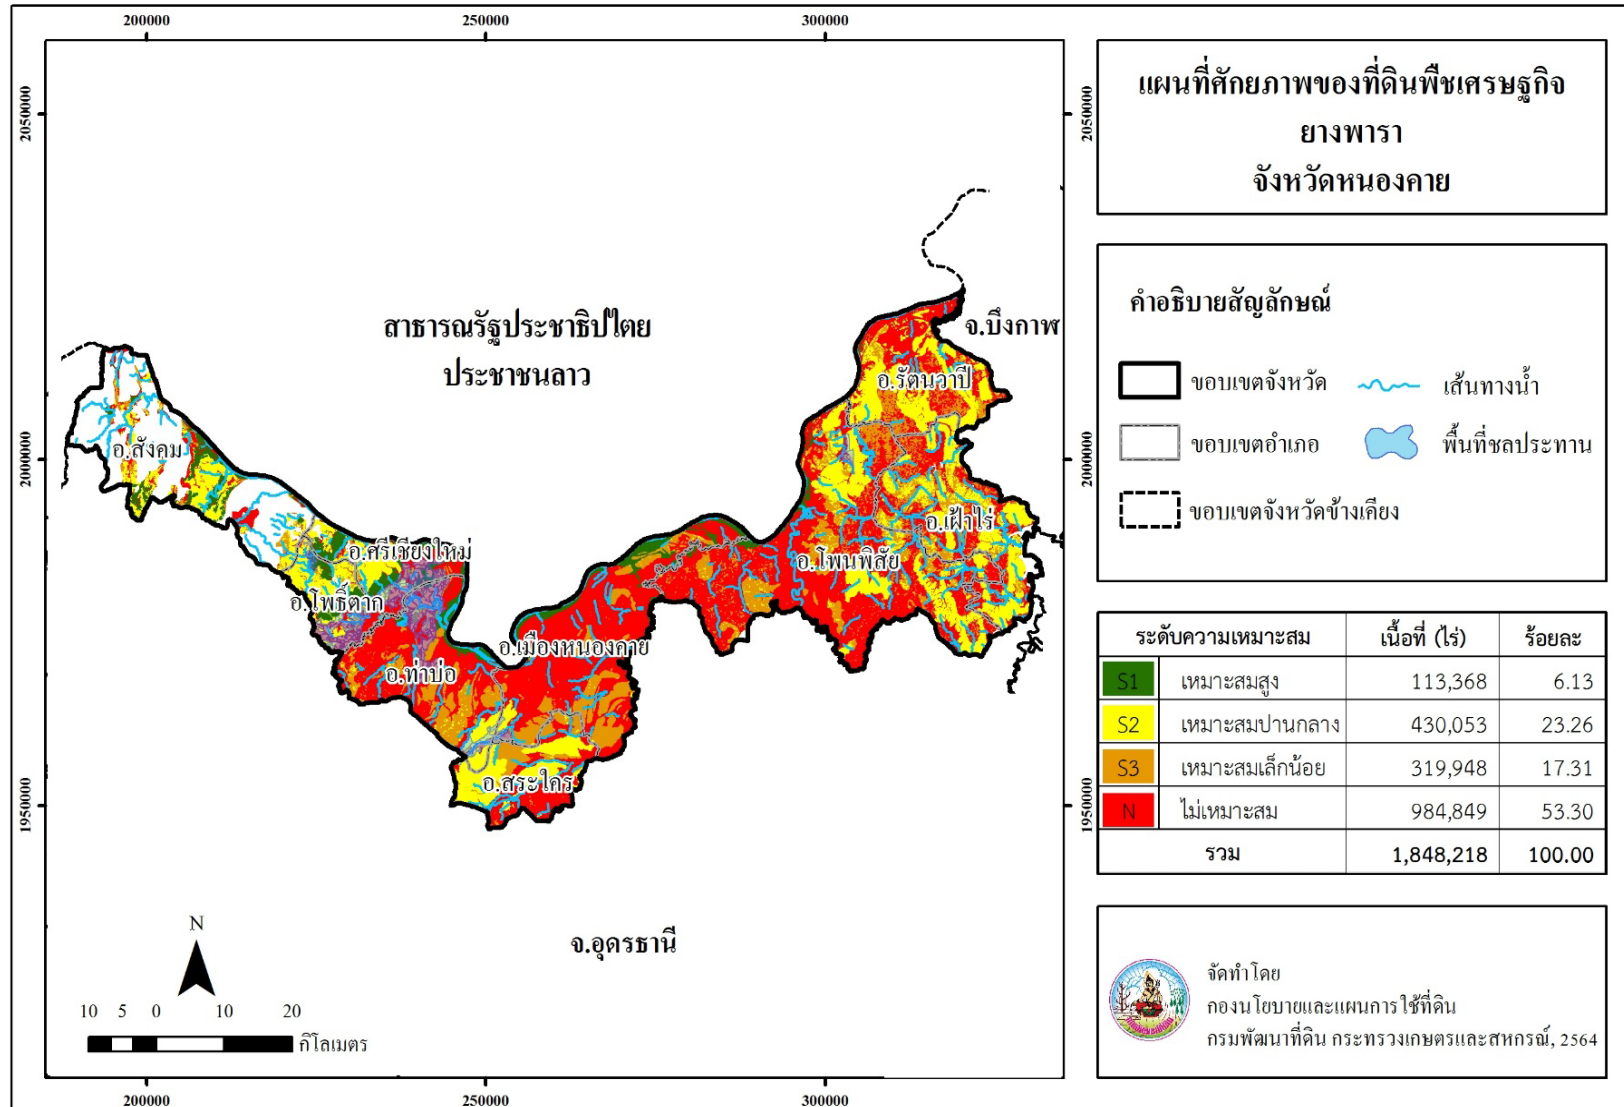 200000 250000 300000
2050000 2050000
2000000 2000000
1950000 1950000
สาธารณรัฐประชาธิปไตย
ประชาชนลาว
จ.บึงกาฬ
อ.รัตนวาปี
อ.สังคม
อ.เฝ้าไร่
อ.ศรีเชียงใหม่
อ.โพนพิสัย
อ.โพธิ์ตาก
อ.เมืองหนองคาย
อ.ท่าบ่อ
อ.สระใคร
จ.อุดรธานี
N
10 5 0 10 20
กิโลเมตร
200000 250000 300000
แผนที่ศักยภาพของที่ดินพืชเศรษฐกิจ
ยางพารา
จังหวัดหนองคาย
คำอธิบายสัญลักษณ์
ขอบเขตจังหวัด เส้นทางน้ำ
ขอบเขตอำเภอ พื้นที่ชลประทาน
ขอบเขตจังหวัดข้างเคียง
ระดับความเหมาะสม เนื้อที่ (ไร่) ร้อยละ
S1 เหมาะสมสูง 113,368 6.13
S2 เหมาะสมปานกลาง 430,053 23.26
S3 เหมาะสมเล็กน้อย 319,948 17.31
N ไม่เหมาะสม 984,849 53.30
รวม 1,848,218 100.00
จัดทำโดย
กองนโยบายและแผนการใช้ที่ดิน
กรมพัฒนาที่ดิน กระทรวงเกษตรและสหกรณ์, 2564